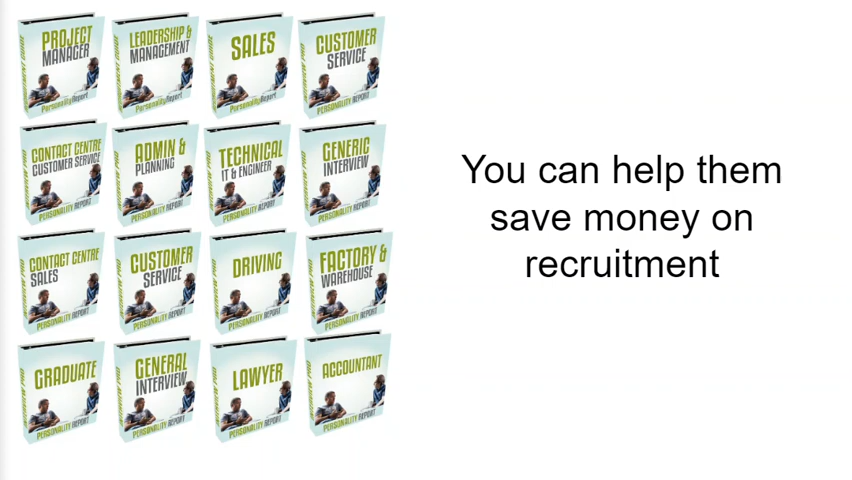 PROJECT
MANAGER
PersonalityReport
LEADERSHIP &
MANAGEMENT
PersonalityReport
SALES
PersonalityReport
CUSTOMER
SERVICE
PERSONALITY REPORT
CONTACT CENTRE
CUSTOMER SERVICE
PERSONALITY REPORT
ADMIN &
PLANNING
PERSONALITY REPORT
TECHNICAL
IT & ENGINEER
PERSONALITY REPORT
GENERIC
INTERVIEW
PERSONALITY REPORT
CONTACT CENTRE
SALES
PERSONALITY REPORT
CUSTOMER
SERVICE
PERSONALITY REPORT
DRIVING
PERSONALITY REPORT
FACTORY &
WAREHOUSE
PERSONALITY REPORT
GRADUATE
PERSONALITY REPORT
GENERAL
INTERVIEW
PERSONALITY REPORT
LAWYER
PERSONALITY REPORT
ACCOUNTANT
PERSONALITY REPORT
You can help them
save money on
recruitment